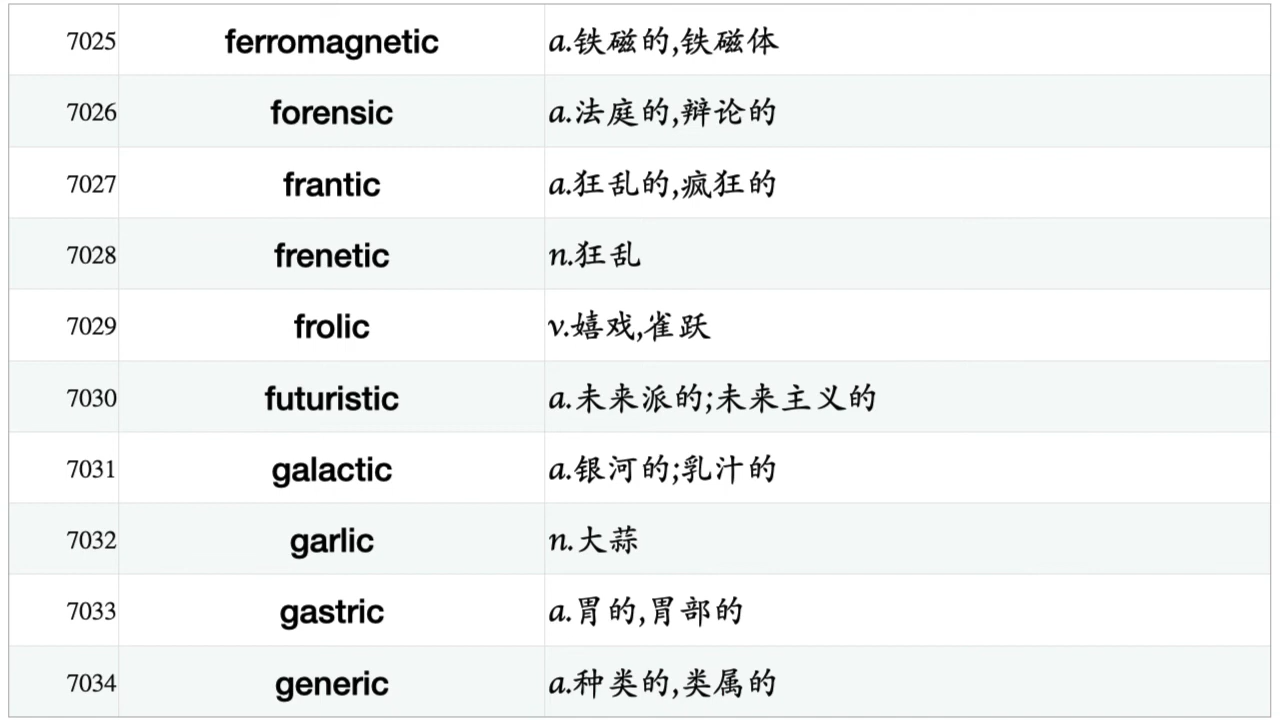 7025 ferromagnetic a.铁磁的,铁磁体
7026 forensic a.法庭的,辩论的
7027 frantic a.狂乱的,疯狂的
7028 frenetic n.狂乱
7029 frolic v.嬉戏,雀跃
7030 futuristic a.未来派的;未来主义的
7031 galactic a.银河的;乳汁的
7032 garlic n.大蒜
7033 gastric a.胃的,胃部的
7034 generic a.种类的,类属的